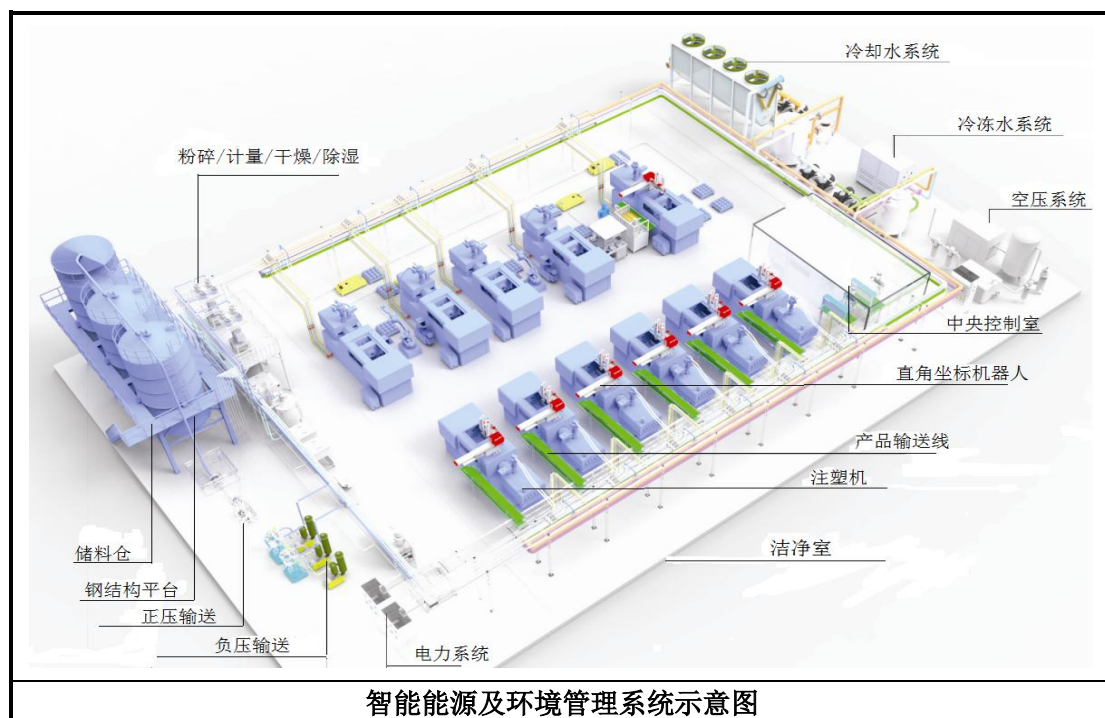 冷却水系统
冷冻水系统
粉碎/计量/干燥/除湿
空压系统
中央控制室
直角坐标机器人
产品输送线
注塑机
洁净室
储料仓
钢结构平台
正压输送
负压输送
电力系统
智能能源及环境管理系统示意图